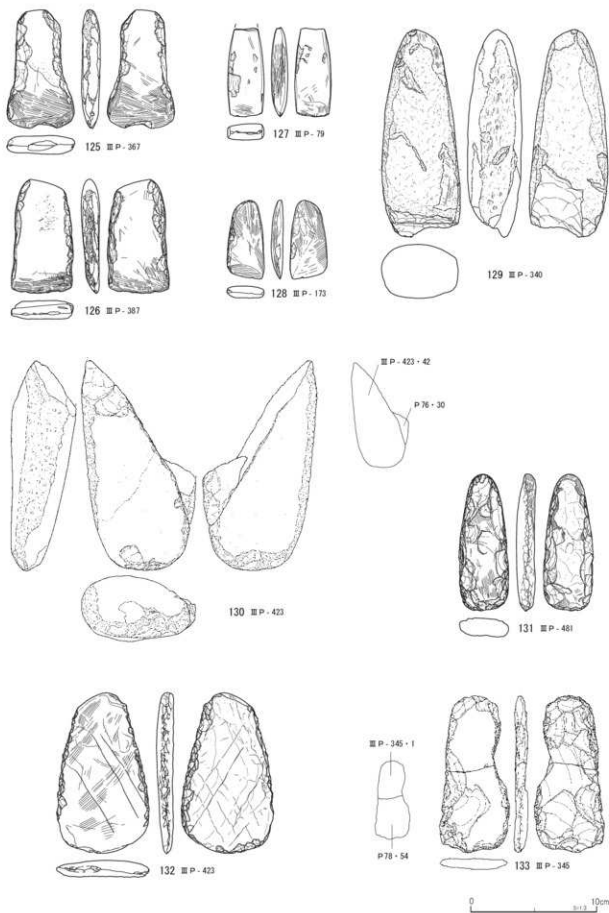 125 Ⅲ P - 367
127 Ⅲ P - 79
126 Ⅲ P - 387
128 Ⅲ P - 173
129 Ⅲ P - 340
Ⅲ P - 423・42
P 76・30
130 Ⅲ P - 423
131 Ⅲ P - 481
132 Ⅲ P - 423
Ⅲ P - 345・1
P 78・54
133 Ⅲ P - 345
0 10cm